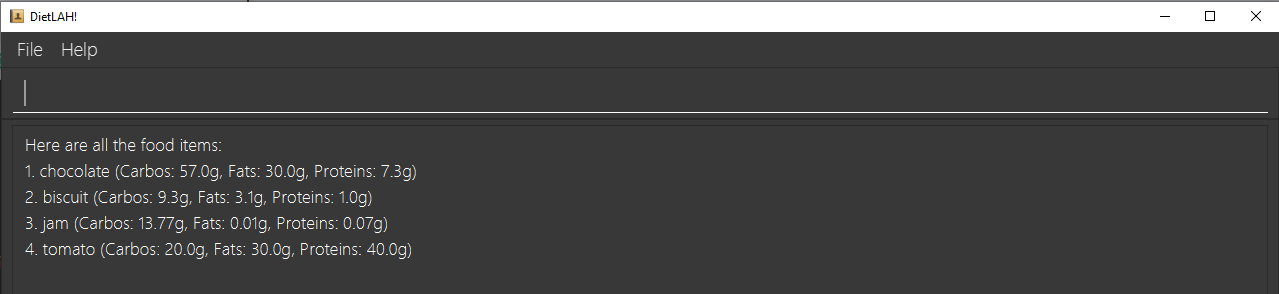 DietLAH!
File Help
Here are all the food items:
1. chocolate (Carbos: 57.0g, Fats: 30.0g, Proteins: 7.3g)
2. biscuit (Carbos: 9.3g, Fats: 3.1g, Proteins: 1.0g)
3. jam (Carbos: 13.77g, Fats: 0.01g, Proteins: 0.07g)
4. tomato (Carbos: 20.0g, Fats: 30.0g, Proteins: 40.0g)